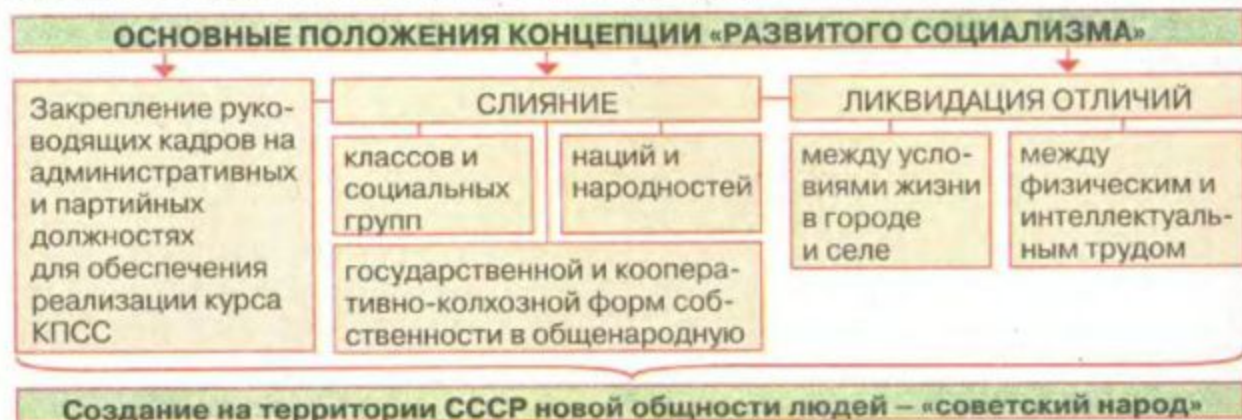 ОСНОВНЫЕ ПОЛОЖЕНИЯ КОНЦЕПЦИИ «РАЗВИТОГО СОЦИАЛИЗМА»
Закрепление руко-
водящих кадров на
административных
и партийных
должностях
для обеспечения
реализации курса
КПСС
СЛИЯНИЕ
классов и
социальных
групп
наций и
народностей
государственной и коопера-
тивно-колхозной форм соб-
ственности в общенародную
ЛИКВИДАЦИЯ ОТЛИЧИЙ
между усло-
виями жизни
в городе
и селе
между
физическим и
интеллектуаль-
ным трудом
Создание на территории СССР новой общности людей – «советский народ»